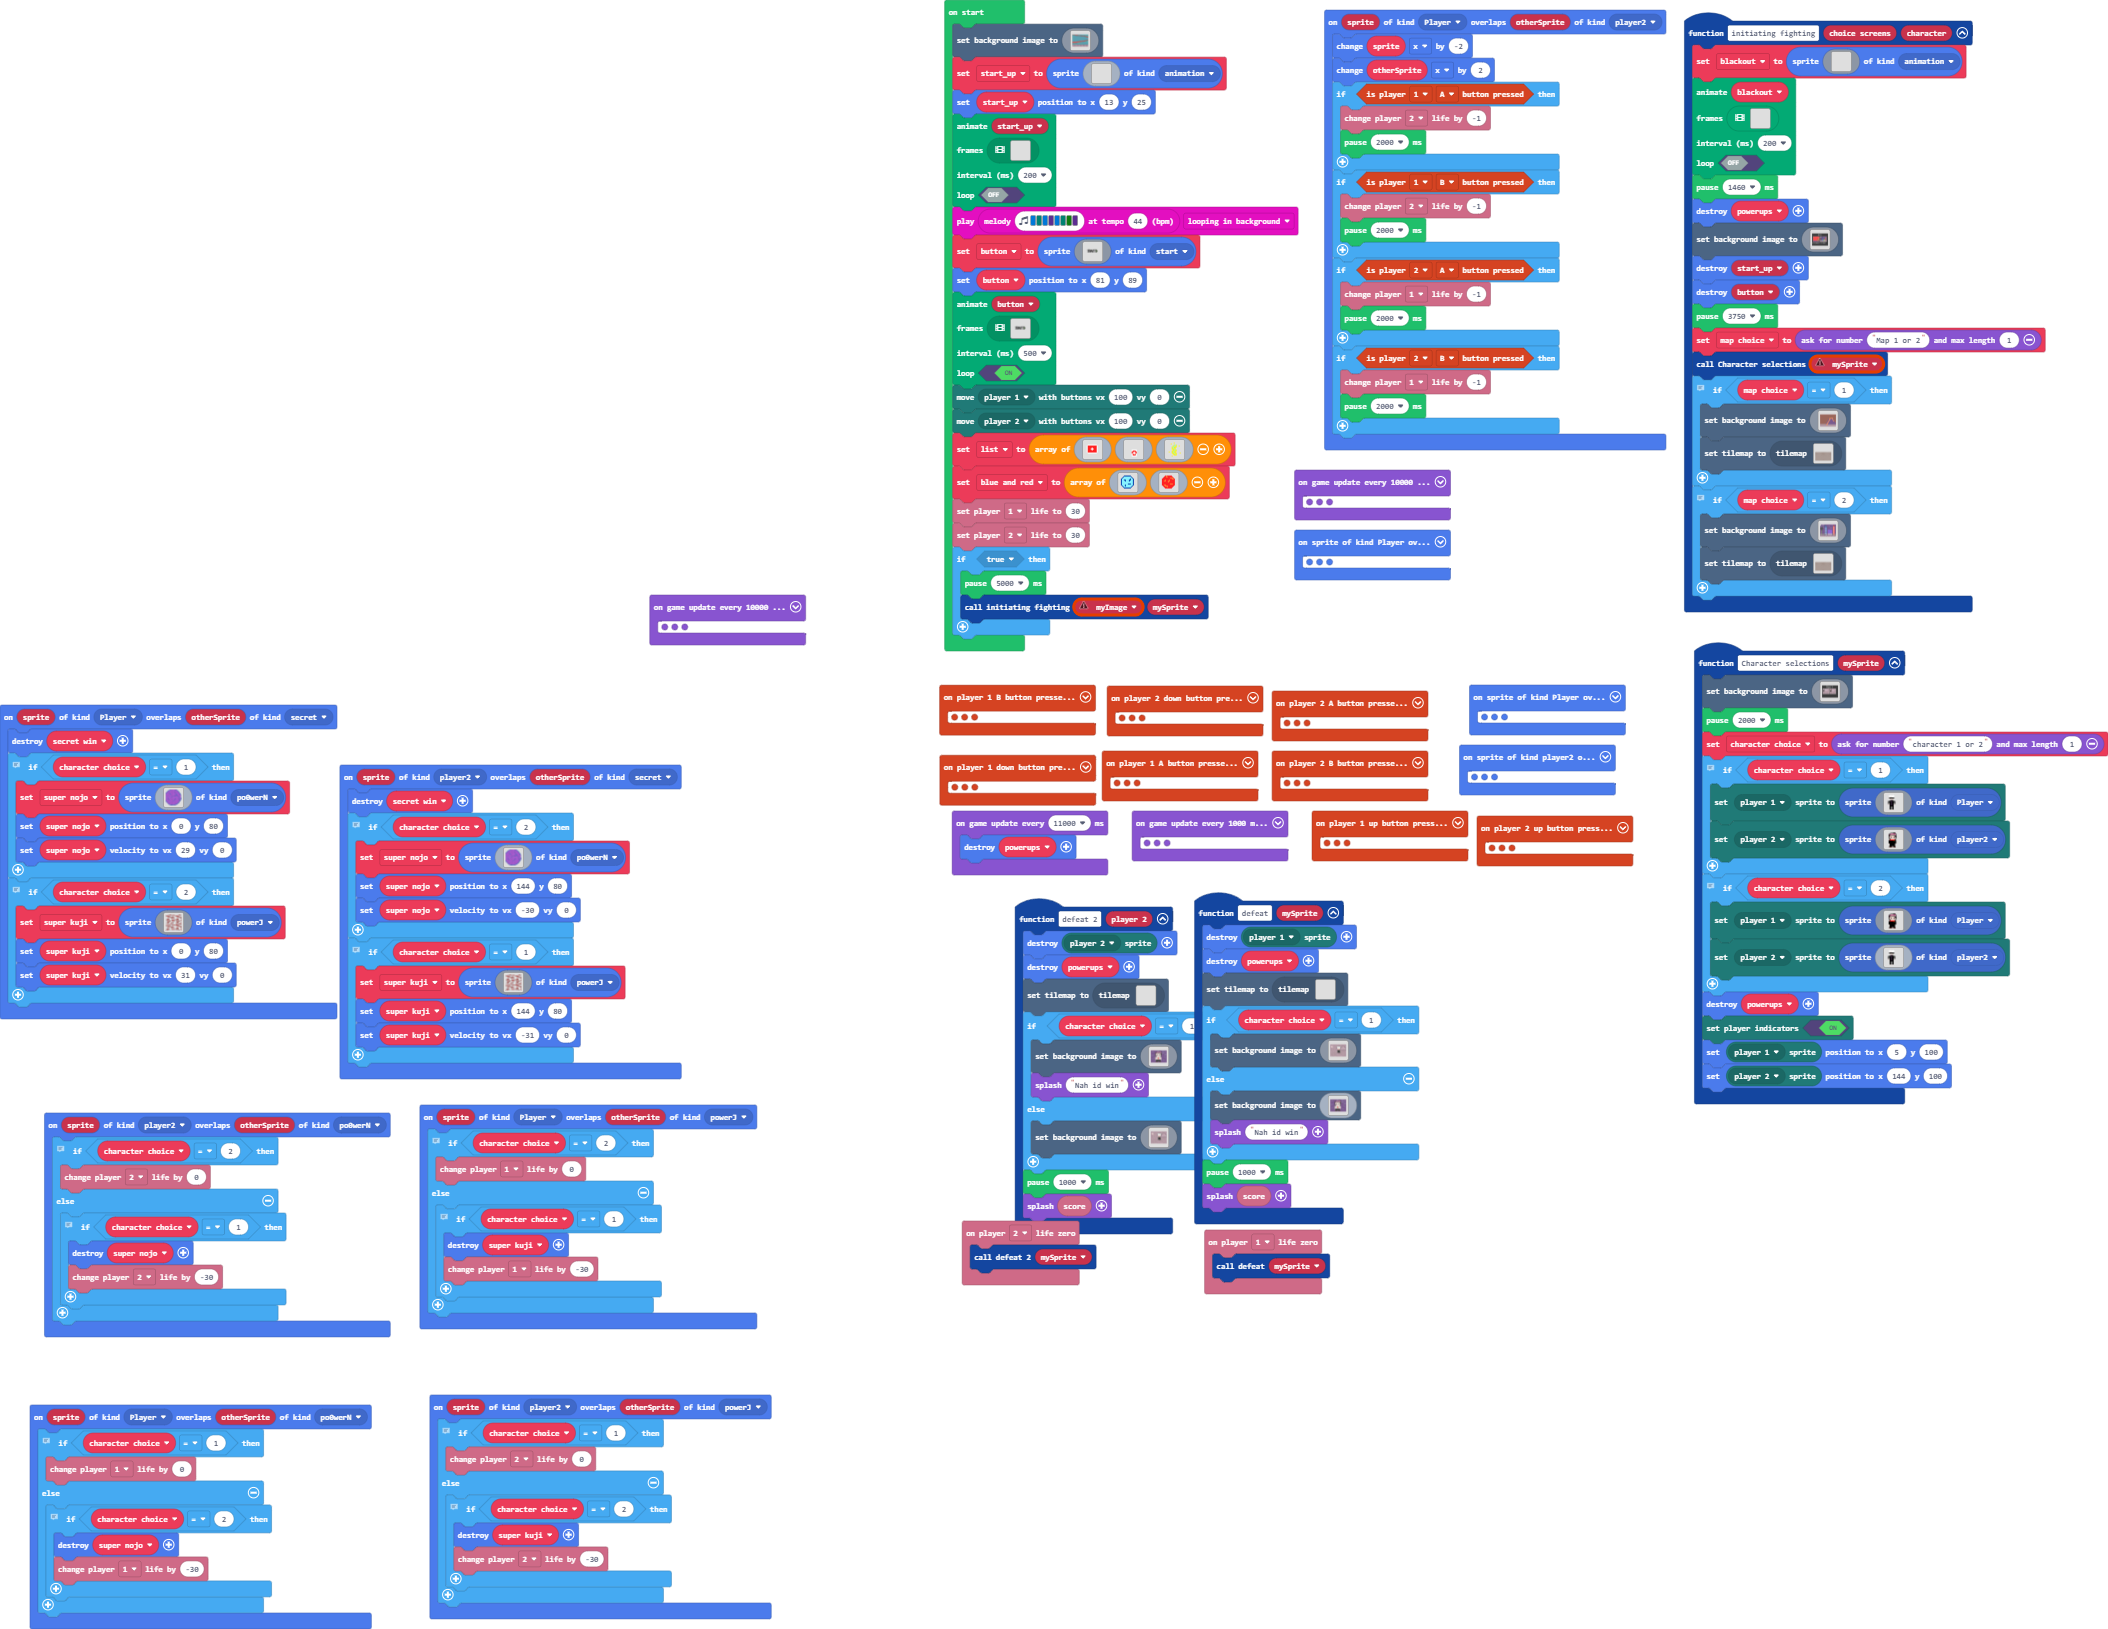 on start
set background image to
set start_up to sprite of kind animation
set start_up position to x 13 y 25
animate start_up
frames
interval (ms) 200
loop OFF
play melody at tempo 44 (bpm) looping in background
set button to sprite of kind start
set button position to x 81 y 89
animate button
frames
interval (ms) 500
loop ON
move player 1 with buttons vx 100 vy 0
move player 2 with buttons vx 100 vy 0
set list to array of
set blue and red to array of
set player 1 life to 30
set player 2 life to 30
if true then
pause 5000 ms
call initiating fighting myImage mySprite
on sprite of kind Player overlaps otherSprite of kind player2
change sprite x by -2
change otherSprite x by 2
if is player 1 A button pressed then
change player 2 life by -1
pause 2000 ms
if is player 1 B button pressed then
change player 2 life by -1
pause 2000 ms
if is player 2 A button pressed then
change player 1 life by -1
pause 2000 ms
if is player 2 B button pressed then
change player 1 life by -1
pause 2000 ms
on game update every 10000 ...
on sprite of kind Player ov...
function initiating fighting choice screens character
set blackout to sprite of kind animation
animate blackout
frames
interval (ms) 200
loop OFF
pause 1460 ms
destroy powerups
set background image to
destroy start_up
destroy button
pause 3750 ms
set map choice to ask for number "Map 1 or 2" and max length 1
call Character selections mySprite
if map choice = 1 then
set background image to
set tilemap to tilemap
if map choice = 2 then
set background image to
set tilemap to tilemap
on game update every 10000 ...
function Character selections mySprite
set background image to
pause 2000 ms
set character choice to ask for number "character 1 or 2" and max length 1
if character choice = 1 then
set player 1 sprite to sprite of kind Player
set player 2 sprite to sprite of kind player2
if character choice = 2 then
set player 1 sprite to sprite of kind Player
set player 2 sprite to sprite of kind player2
destroy powerups
set player indicators ON
set player 1 sprite position to x 5 y 100
set player 2 sprite position to x 144 y 100
on player 1 B button presse...
on player 2 down button pre...
on player 2 A button presse...
on sprite of kind Player ov...
on player 1 down button pre...
on player 1 A button presse...
on player 2 B button presse...
on sprite of kind player2 o...
on game update every 11000 ms
destroy powerups
on game update every 1000 m...
on player 1 up button press...
on player 2 up button press...
on sprite of kind Player overlaps otherSprite of kind secret
destroy secret win
if character choice = 1 then
set super nojo to sprite of kind po0werN
set super nojo position to x 0 y 80
set super nojo velocity to vx 29 vy 0
if character choice = 2 then
set super kuji to sprite of kind powerJ
set super kuji position to x 0 y 80
set super kuji velocity to vx 31 vy 0
on sprite of kind player2 overlaps otherSprite of kind secret
destroy secret win
if character choice = 2 then
set super nojo to sprite of kind po0werN
set super nojo position to x 144 y 80
set super nojo velocity to vx -30 vy 0
if character choice = 1 then
set super kuji to sprite of kind powerJ
set super kuji position to x 144 y 80
set super kuji velocity to vx -31 vy 0
function defeat 2 player 2
destroy player 2 sprite
destroy powerups
set tilemap to tilemap
if character choice = 1
set background image to
splash "Nah id win"
else
set background image to
pause 1000 ms
splash score
on player 2 life zero
call defeat 2 mySprite
function defeat mySprite
destroy player 1 sprite
destroy powerups
set tilemap to tilemap
if character choice = 1 then
set background image to
else
set background image to
splash "Nah id win"
pause 1000 ms
splash score
on player 1 life zero
call defeat mySprite
on sprite of kind player2 overlaps otherSprite of kind po0werN
if character choice = 2 then
change player 2 life by 0
else
if character choice = 1 then
destroy super nojo
change player 2 life by -30
on sprite of kind Player overlaps otherSprite of kind powerJ
if character choice = 2 then
change player 1 life by 0
else
if character choice = 1 then
destroy super kuji
change player 1 life by -30
on sprite of kind Player overlaps otherSprite of kind po0werN
if character choice = 1 then
change player 1 life by 0
else
if character choice = 2 then
destroy super nojo
change player 1 life by -30
on sprite of kind player2 overlaps otherSprite of kind powerJ
if character choice = 1 then
change player 2 life by 0
else
if character choice = 2 then
destroy super kuji
change player 2 life by -30